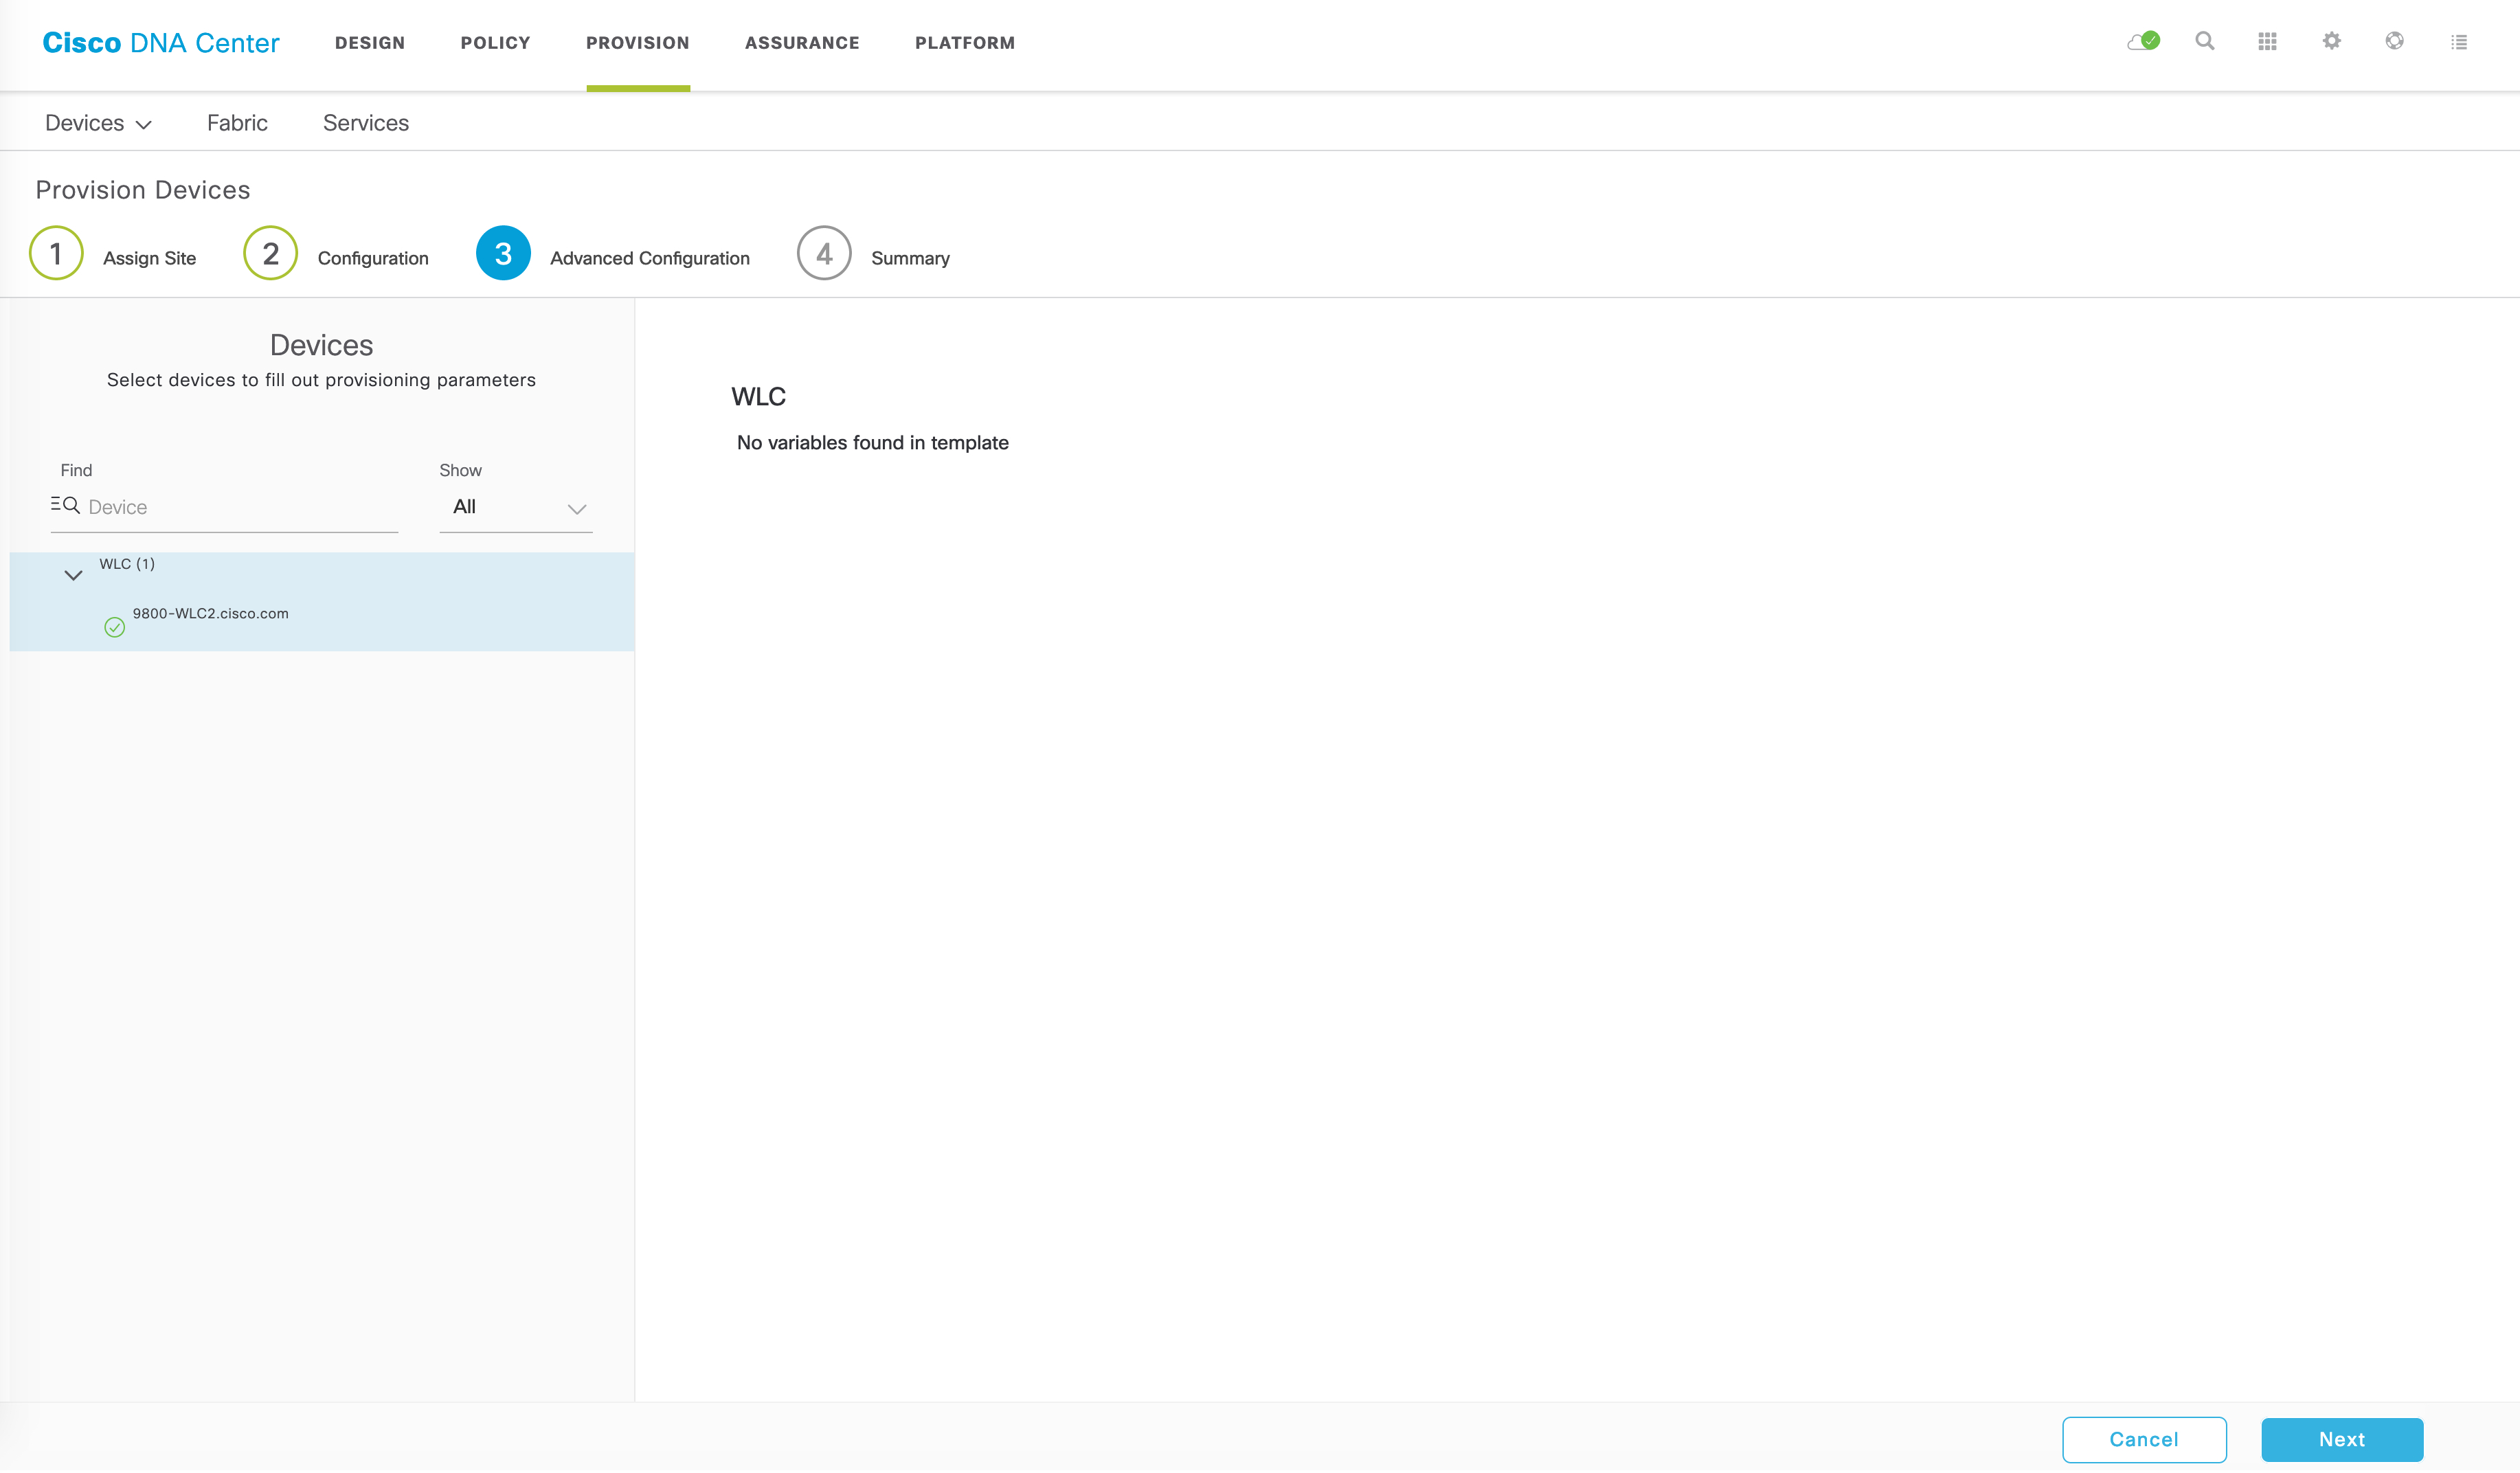 Cisco DNA Center
DESIGN
POLICY
PROVISION
ASSURANCE
PLATFORM
Devices
Fabric
Services
Provision Devices
1 Assign Site
2 Configuration
3 Advanced Configuration
4 Summary
Devices
Select devices to fill out provisioning parameters
Find
Show
Device
All
WLC (1)
9800-WLC2.cisco.com
WLC
No variables found in template
Cancel
Next